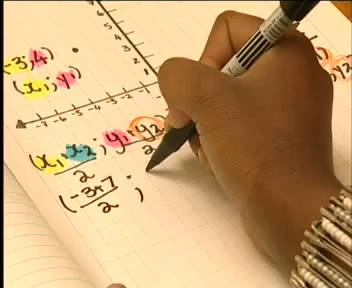 5
4
3
2
1
(-3;4)
(x₁;y₁)
y2
-7 -6 -5 -4 -3 -2 -1
(x₁+x₂ ; y₁+y₂
2 2
(-3+7 ;
2